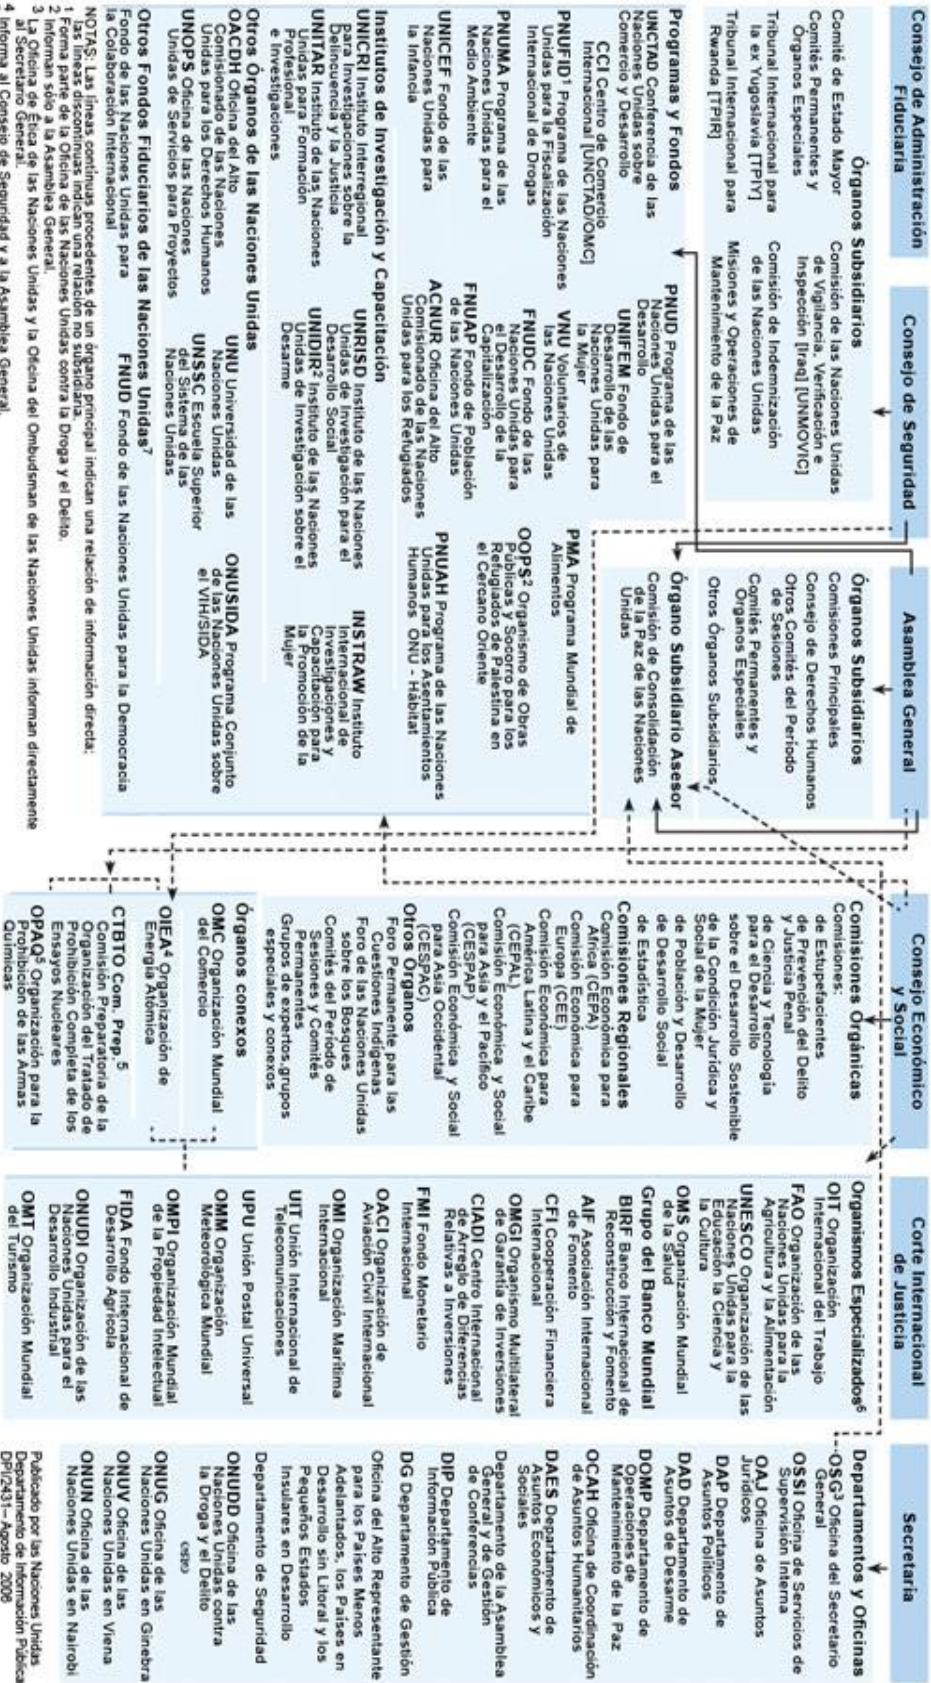 Consejo de Administración
Fiduciaria
Consejo de Seguridad
Asamblea General
Consejo Económico
y Social
Corte Internacional
de Justicia
Secretaria
Órganos Subsidiarios
Comité de Estado Mayor
Comités Permanentes y
Órganos Especiales
Tribunal Internacional para
la ex Yugoslavia [TPIY]
Tribunal Internacional para
Rwanda [TPIR]
Comisión de las Naciones Unidas
de Vigilancia, Verificación e
Inspección [Iraq] [UNMOVIC]
Comisión de Indemnización
de las Naciones Unidas
Misiones y Operaciones de
Mantenimiento de la Paz
Órganos Subsidiarios
Comisiones Principales
Consejo de Derechos Humanos
Otros Comités del Período
de Sesiones
Comités Permanentes y
Órganos Especiales
Otros Órganos Subsidiarios
Órgano Subsidiario Asesor
Comisión de Consolidación
de la Paz de las Naciones
Unidas
Programas y Fondos
UNCTAD Conferencia de las
Naciones Unidas sobre
Comercio y Desarrollo
CCI Centro de Comercio
Internacional [UNCTAD/OMC]
PNUFID¹ Programa de las Naciones
Unidas para la Fiscalización
Internacional de Drogas
PNUMA Programa de las
Naciones Unidas para el
Medio Ambiente
UNICEF Fondo de las
Naciones Unidas para
la Infancia
PNUD Programa de las
Naciones Unidas para el
Desarrollo
UNIFEM Fondo de
Desarrollo de las
Naciones Unidas para
la Mujer
VNU Voluntarios de
las Naciones Unidas
FNUDC Fondo de las
Naciones Unidas para
el Desarrollo de la
Capitalización
FNUAP Fondo de Población
de las Naciones Unidas
ACNUR Oficina del Alto
Comisionado de las Naciones
Unidas para los Refugiados
PMA Programa Mundial de
Alimentos
OOPS² Organismo de Obras
Públicas y Socorro para los
Refugiados de Palestina en
el Cercano Oriente
PNUAH Programa de las Naciones
Unidas para los Asentamientos
Humanos ONU - Hábitat
Institutos de Investigación y Capacitación
UNICRI Instituto Interregional
para Investigaciones sobre la
Delincuencia y la Justicia
UNITAR Instituto de las Naciones
Unidas para Formación
Profesional
e Investigaciones
UNRISD Instituto de las Naciones
Unidas de Investigación para el
Desarrollo Social
UNIDIR² Instituto de las Naciones
Unidas de Investigación sobre el
Desarme
INSTRAW Instituto
Internacional de
Investigaciones y
Capacitación para
la Promoción de la
Mujer
Otros Órganos de las Naciones Unidas
OACDH Oficina del Alto
Comisionado de las Naciones
Unidas para los Derechos Humanos
UNOPS Oficina de las Naciones
Unidas de Servicios para Proyectos
UNU Universidad de las
Naciones Unidas
UNSSC Escuela Superior
del Sistema de las
Naciones Unidas
ONUSIDA Programa Conjunto
de las Naciones Unidas sobre
el VIH/SIDA
Otros Fondos Fiduciarios de las Naciones Unidas⁷
Fondo de las Naciones Unidas para
la Colaboración Internacional
FNUD Fondo de las Naciones Unidas para la Democracia
NOTAS: Las líneas continuas procedentes de un órgano principal indican una relación de información directa;
las líneas discontinuas indican una relación no subsidiaria.
1 Forma parte de la Oficina de las Naciones Unidas contra la Droga y el Delito.
2 Informan sólo a la Asamblea General.
3 La Oficina de Ética de las Naciones Unidas y la Oficina del Ombudsman de las Naciones Unidas informan directamente
al Secretario General.
4 Informa al Consejo de Seguridad y a la Asamblea General.
Comisiones Orgánicas
Comisiones:
de Estupefacientes
de Prevención del Delito
y Justicia Penal
de Ciencia y Tecnología
para el Desarrollo
sobre el Desarrollo Sostenible
de la Condición Jurídica y
Social de la Mujer
de Población y Desarrollo
de Desarrollo Social
de Estadística
Comisiones Regionales
Comisión Económica para
África (CEPA)
Comisión Económica para
Europa (CEE)
Comisión Económica para
América Latina y el Caribe
(CEPAL)
Comisión Económica y Social
para Asia y el Pacífico
(CESPAP)
Comisión Económica y Social
para Asia Occidental
(CESPAC)
Otros Órganos
Foro Permanente para las
Cuestiones Indígenas
Foro de las Naciones Unidas
sobre los Bosques
Comités del Período de
Sesiones y Comités
Permanentes
Grupos de expertos,grupos
especiales y conexos
Órganos conexos
OMC Organización Mundial
del Comercio
OIEA⁴ Organización de
Energía Atómica
CTBTO Com. Prep.⁵
Comisión Preparatoria de la
Organización del Tratado de
Prohibición Completa de los
Ensayos Nucleares
OPAQ⁵ Organización para la
Prohibición de las Armas
Químicas
Organismos Especializados⁶
OIT Organización
Internacional del Trabajo
FAO Organización de las
Naciones Unidas para la
Agricultura y la Alimentación
UNESCO Organización de las
Naciones Unidas para la
Educación la Ciencia y
la Cultura
OMS Organización Mundial
de la Salud
Grupo del Banco Mundial
BIRF Banco Internacional de
Reconstrucción y Fomento
AIF Asociación Internacional
de Fomento
CFI Cooperación Financiera
Internacional
OMGI Organismo Multilateral
de Garantía de Inversiones
CIADI Centro Internacional
de Arreglo de Diferencias
Relativas a Inversiones
FMI Fondo Monetario
Internacional
OACI Organización de
Aviación Civil Internacional
OMI Organización Marítima
Internacional
UIT Unión Internacional de
Telecomunicaciones
UPU Unión Postal Universal
OMM Organización
Meteorológica Mundial
OMPI Organización Mundial
de la Propiedad Intelectual
FIDA Fondo Internacional de
Desarrollo Agrícola
ONUDI Organización de las
Naciones Unidas para el
Desarrollo Industrial
OMT Organización Mundial
del Turismo
Departamentos y Oficinas
OSG³ Oficina del Secretario
General
OSSI Oficina de Servicios de
Supervisión Interna
OAJ Oficina de Asuntos
Jurídicos
DAP Departamento de
Asuntos Políticos
DAD Departamento de
Asuntos de Desarme
DOMP Departamento de
Operaciones de
Mantenimiento de la Paz
OCAH Oficina de Coordinación
de Asuntos Humanitarios
DAES Departamento de
Asuntos Económicos y
Sociales
Departamento de la Asamblea
General y de Gestión
de Conferencias
DIP Departamento de
Información Pública
DG Departamento de Gestión
Oficina del Alto Representante
para los Países Menos
Adelantados, los Países en
Desarrollo sin Litoral y los
Pequeños Estados
Insulares en Desarrollo
Departamento de Seguridad
ONUDD Oficina de las
Naciones Unidas contra
la Droga y el Delito
ONUG Oficina de las
Naciones Unidas en Ginebra
ONUV Oficina de las
Naciones Unidas en Viena
ONUN Oficina de las
Naciones Unidas en Nairobi
Publicado por las Naciones Unidas
Departamento de Información Pública
DPI/2431– Agosto 2006